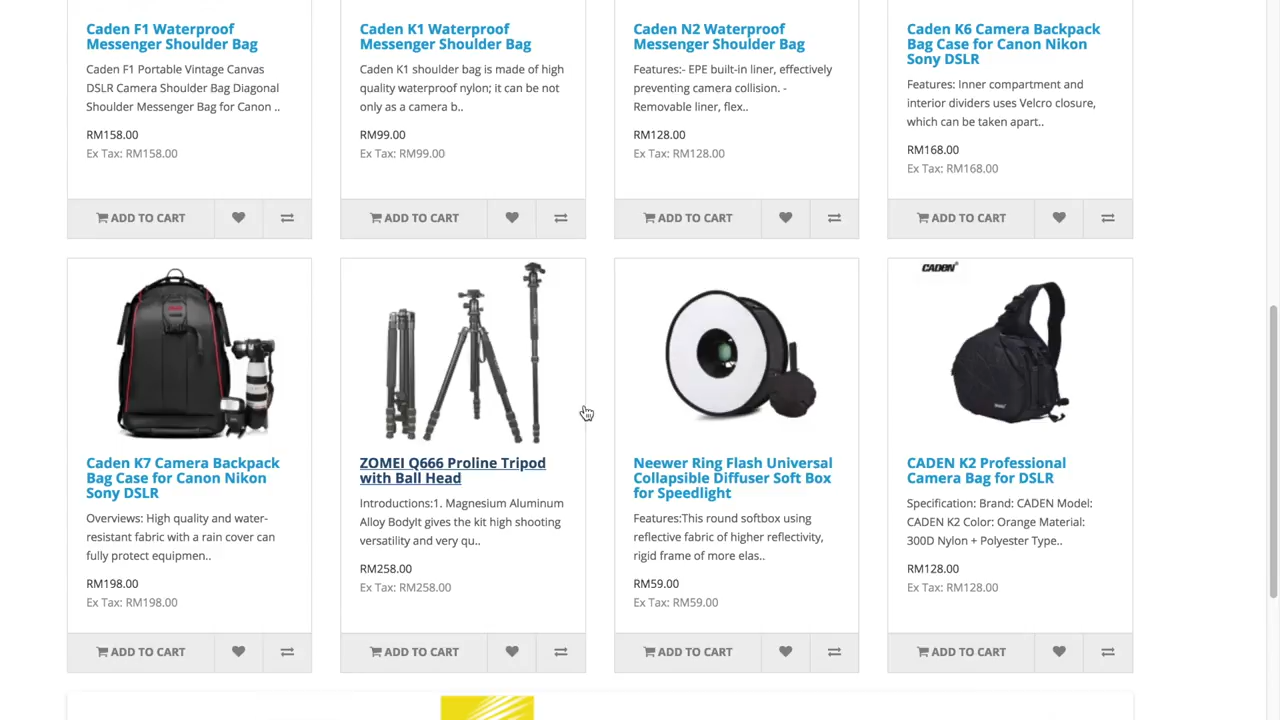 Caden F1 Waterproof
Messenger Shoulder Bag
Caden F1 Portable Vintage Canvas
DSLR Camera Shoulder Bag Diagonal
Shoulder Messenger Bag for Canon ..
RM158.00
Ex Tax: RM158.00
ADD TO CART
Caden K1 Waterproof
Messenger Shoulder Bag
Caden K1 shoulder bag is made of high
quality waterproof nylon; it can be not
only as a camera b..
RM99.00
Ex Tax: RM99.00
ADD TO CART
Caden N2 Waterproof
Messenger Shoulder Bag
Features:- EPE built-in liner, effectively
preventing camera collision. -
Removable liner, flex..
RM128.00
Ex Tax: RM128.00
ADD TO CART
Caden K6 Camera Backpack
Bag Case for Canon Nikon
Sony DSLR
Features: Inner compartment and
interior dividers uses Velcro closure,
which can be taken apart..
RM168.00
Ex Tax: RM168.00
ADD TO CART
Caden K7 Camera Backpack
Bag Case for Canon Nikon
Sony DSLR
Overviews: High quality and water-
resistant fabric with a rain cover can
fully protect equipmen..
RM198.00
Ex Tax: RM198.00
ADD TO CART
ZOMEI Q666 Proline Tripod
with Ball Head
Introductions:1. Magnesium Aluminum
Alloy BodyIt gives the kit high shooting
versatility and very qu..
RM258.00
Ex Tax: RM258.00
ADD TO CART
Neewer Ring Flash Universal
Collapsible Diffuser Soft Box
for Speedlight
Features:This round softbox using
reflective fabric of higher reflectivity,
rigid frame of more elas..
RM59.00
Ex Tax: RM59.00
ADD TO CART
CADEN®
CADEN K2 Professional
Camera Bag for DSLR
Specification: Brand: CADEN Model:
CADEN K2 Color: Orange Material:
300D Nylon + Polyester Type..
RM128.00
Ex Tax: RM128.00
ADD TO CART